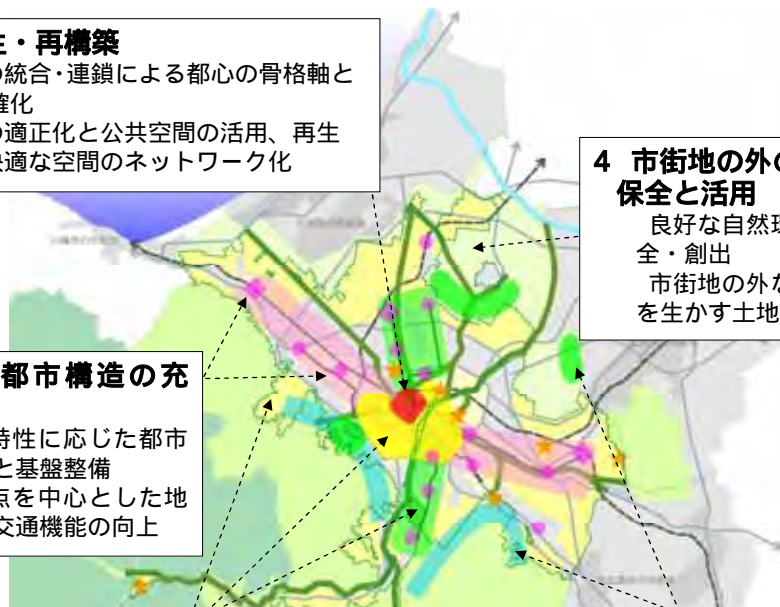 生・再構築
の統合・連鎖による都心の骨格軸と
確化
の適正化と公共空間の活用、再生
快適な空間のネットワーク化
4 市街地の外の
保全と活用
良好な自然環
全・創出
市街地の外な
を生かす土地
都市構造の充
特性に応じた都市
と基盤整備
点を中心とした地
交通機能の向上